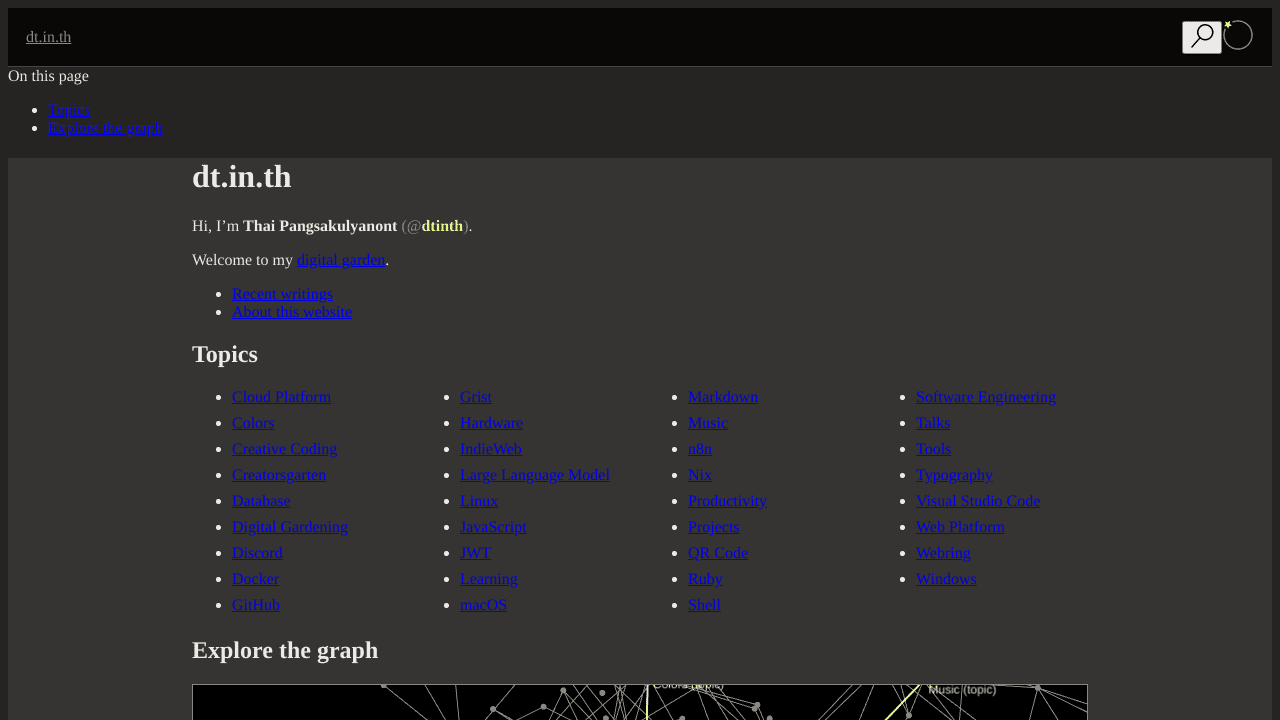 dt.in.th
On this page
Topics
Explore the graph
dt.in.th
Hi, I’m Thai Pangsakulyanont (@dtinth).
Welcome to my digital garden.
Recent writings
About this website
Topics
Cloud Platform
Colors
Creative Coding
Creatorsgarten
Database
Digital Gardening
Discord
Docker
GitHub
Grist
Hardware
IndieWeb
Large Language Model
Linux
JavaScript
JWT
Learning
macOS
Markdown
Music
n8n
Nix
Productivity
Projects
QR Code
Ruby
Shell
Software Engineering
Talks
Tools
Typography
Visual Studio Code
Web Platform
Webring
Windows
Explore the graph
Colors (topic)
Music (topic)